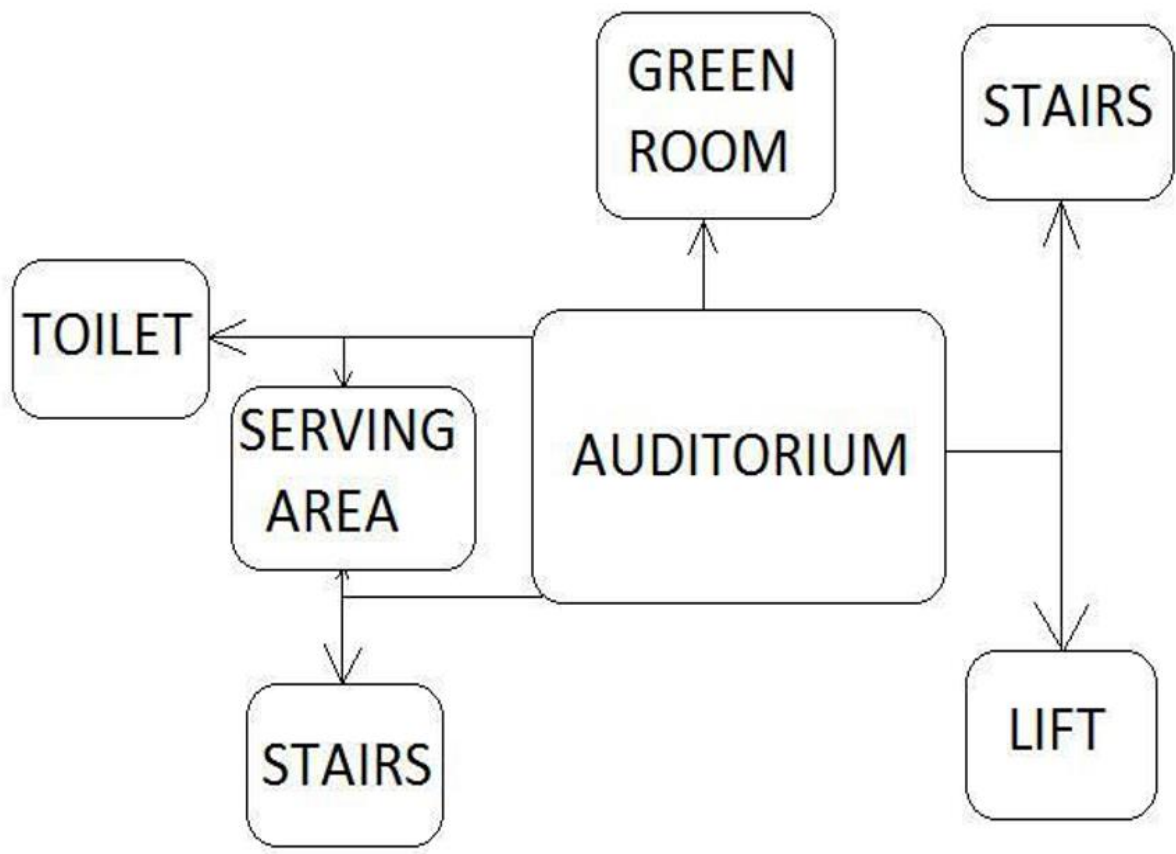 GREEN
ROOM
STAIRS
TOILET
SERVING
AREA
AUDITORIUM
STAIRS
LIFT